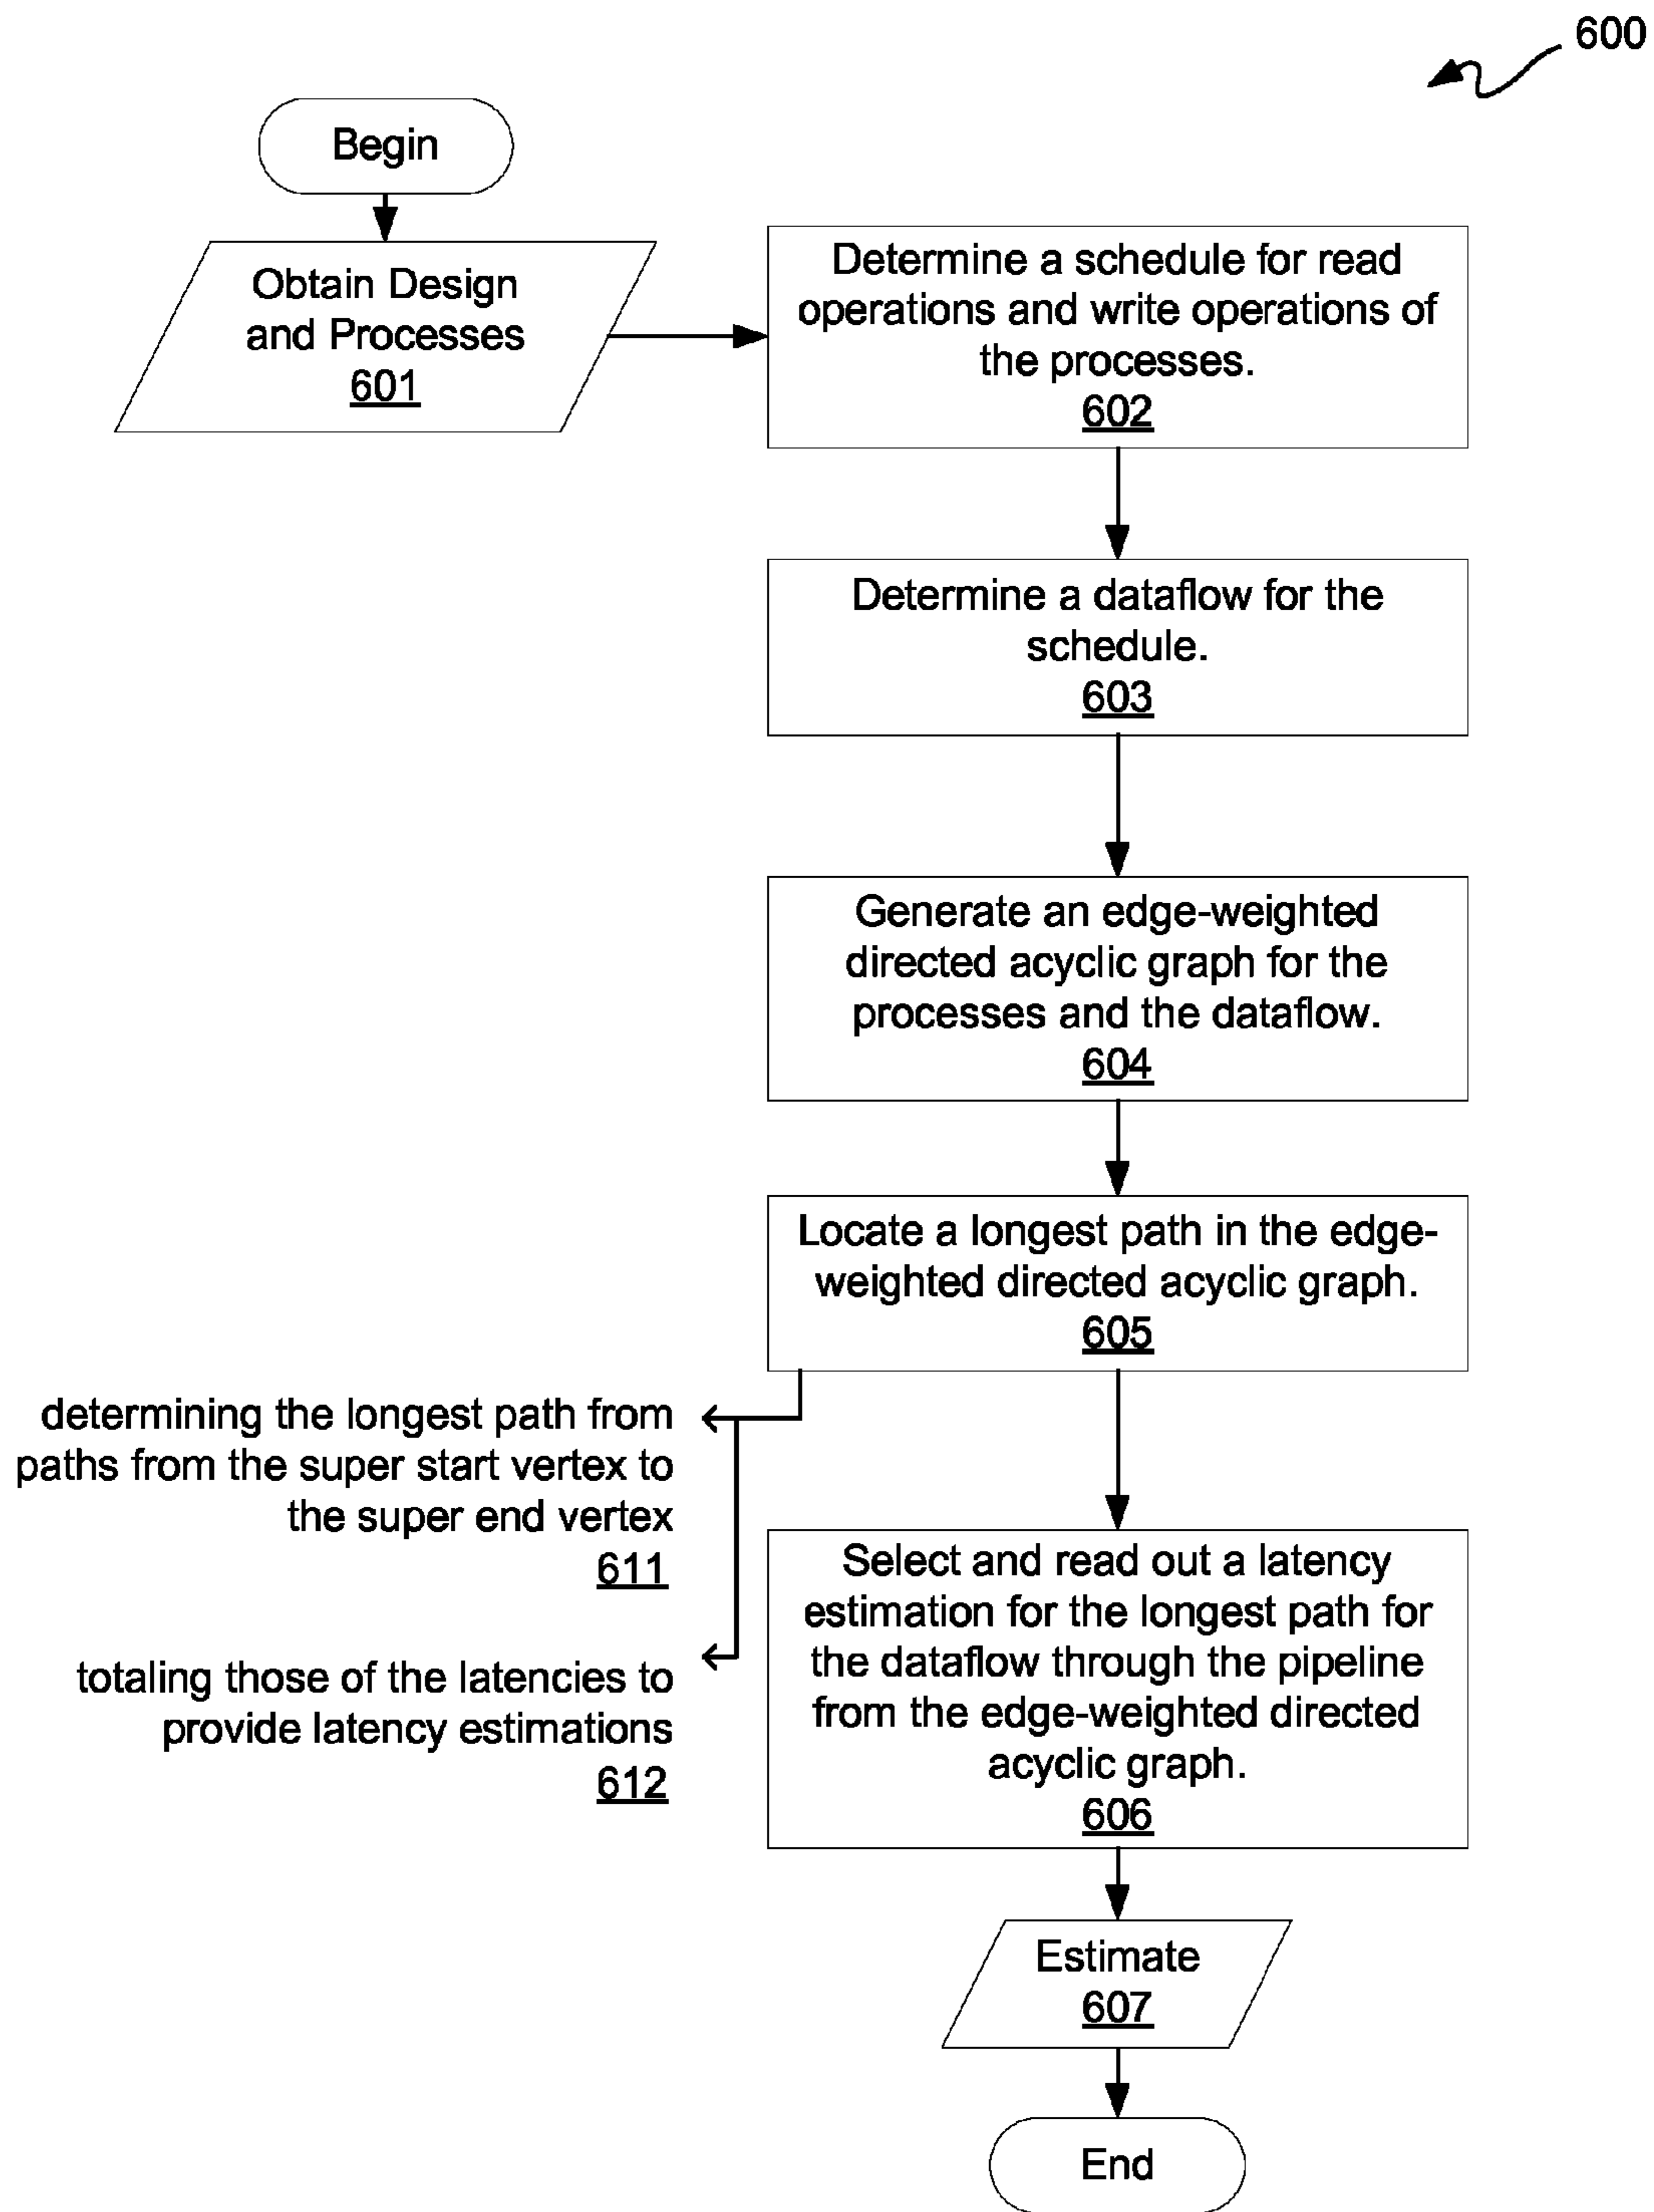 600
Begin
Obtain Design
and Processes
601
Determine a schedule for read
operations and write operations of
the processes.
602
Determine a dataflow for the
schedule.
603
Generate an edge-weighted
directed acyclic graph for the
processes and the dataflow.
604
Locate a longest path in the edge-
weighted directed acyclic graph.
605
determining the longest path from
paths from the super start vertex to
the super end vertex
611
totaling those of the latencies to
provide latency estimations
612
Select and read out a latency
estimation for the longest path for
the dataflow through the pipeline
from the edge-weighted directed
acyclic graph.
606
Estimate
607
End